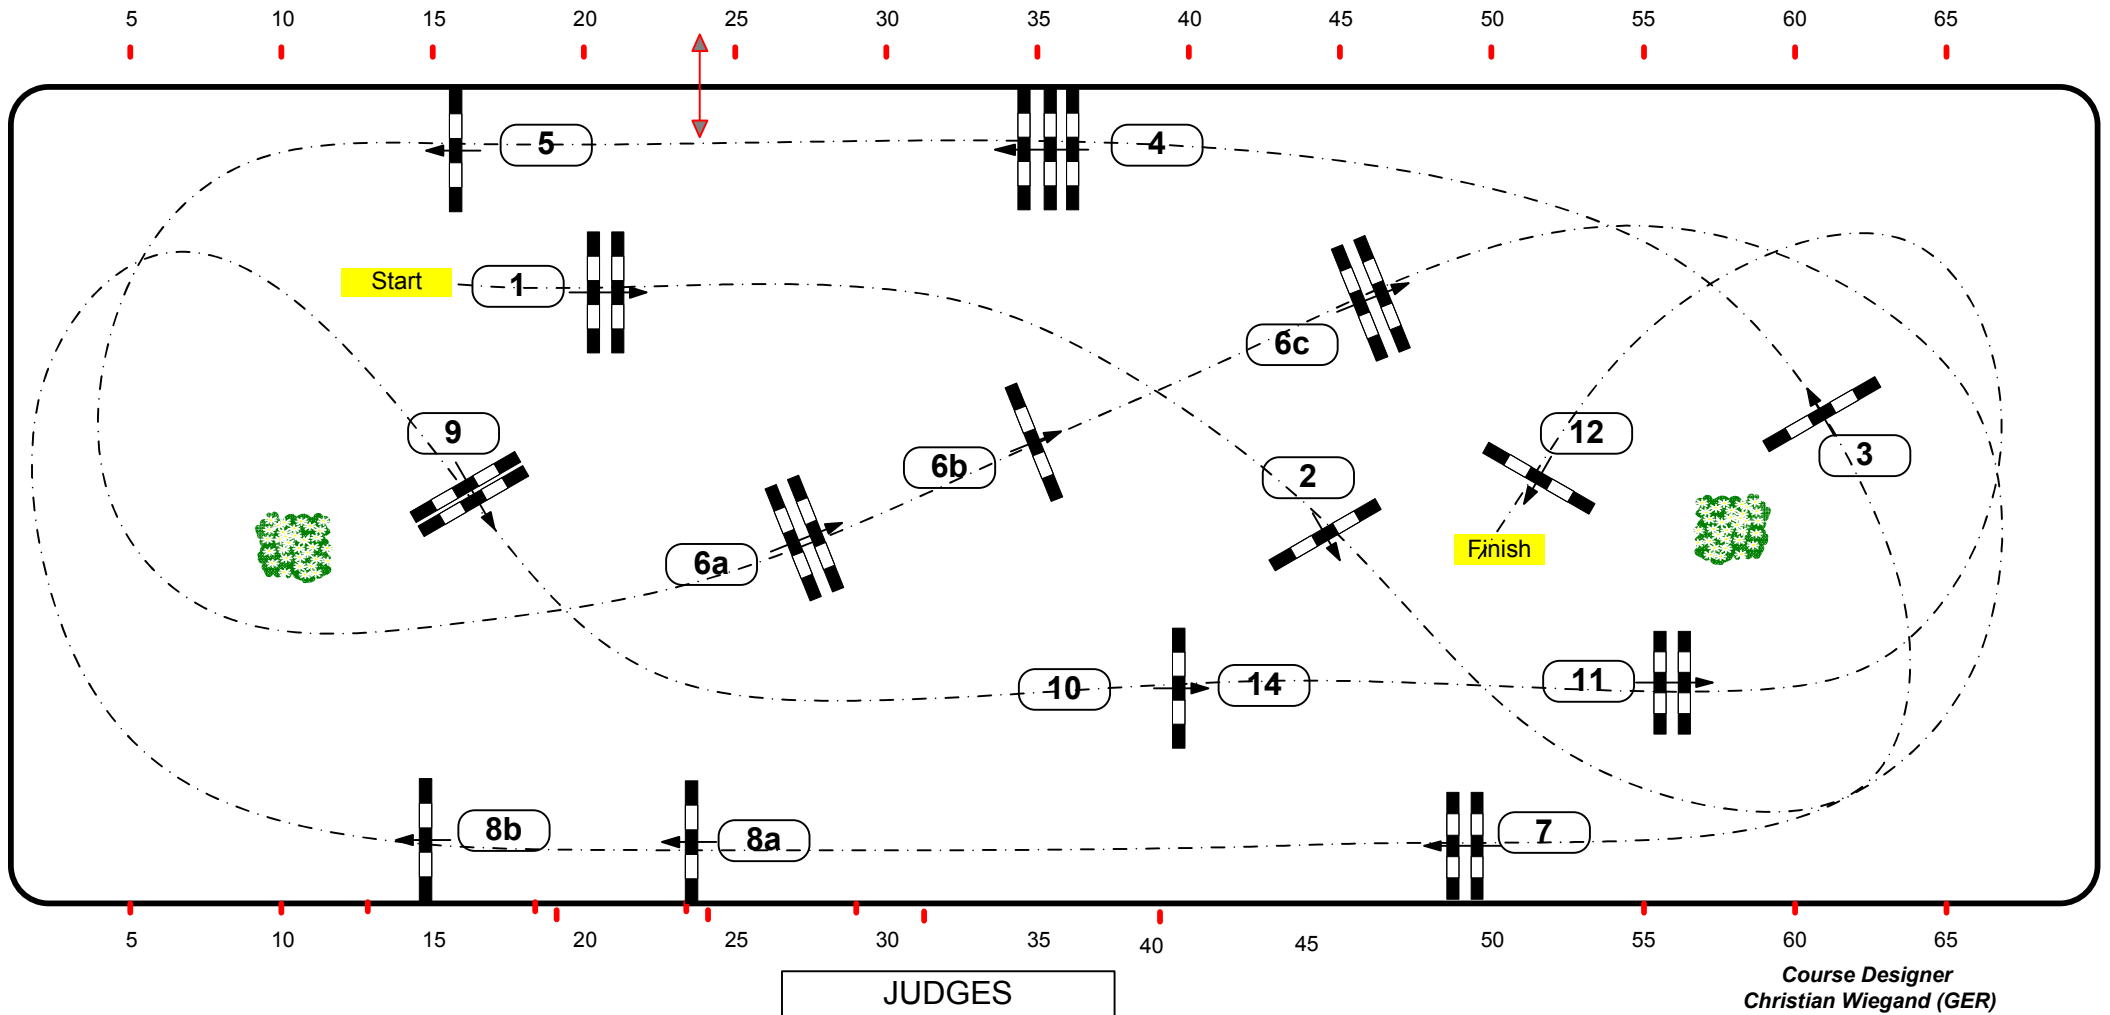 5 10 15 20 25 30 35 40 45 50 55 60 65
5 4
Start 1
6c
9 12 3
6b 2
6a Finish
10 14 11
8b 8a 7
5 10 15 20 25 30 35 40 45 50 55 60 65
JUDGES
Course Designer
Christian Wiegand (GER)